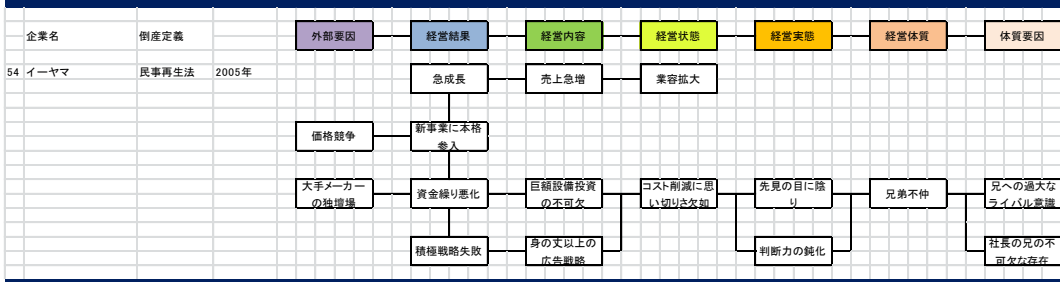 企業名 倒産定義 外部要因 経営結果 経営内容 経営状態 経営実態 経営体質 体質要因
54 イーヤマ 民事再生法 2005年 急成長 売上急増 業容拡大
価格競争 新事業に本格
参入
大手メーカー
の独壇場
資金繰り悪化
巨額設備投資
の不可欠
コスト削減に思
い切りさ欠如
先見の目に陰
り
兄弟不仲
兄への過大な
ライバル意識
積極戦略失敗
身の丈以上の
広告戦略
判断力の鈍化
社長の兄の不
可欠な存在